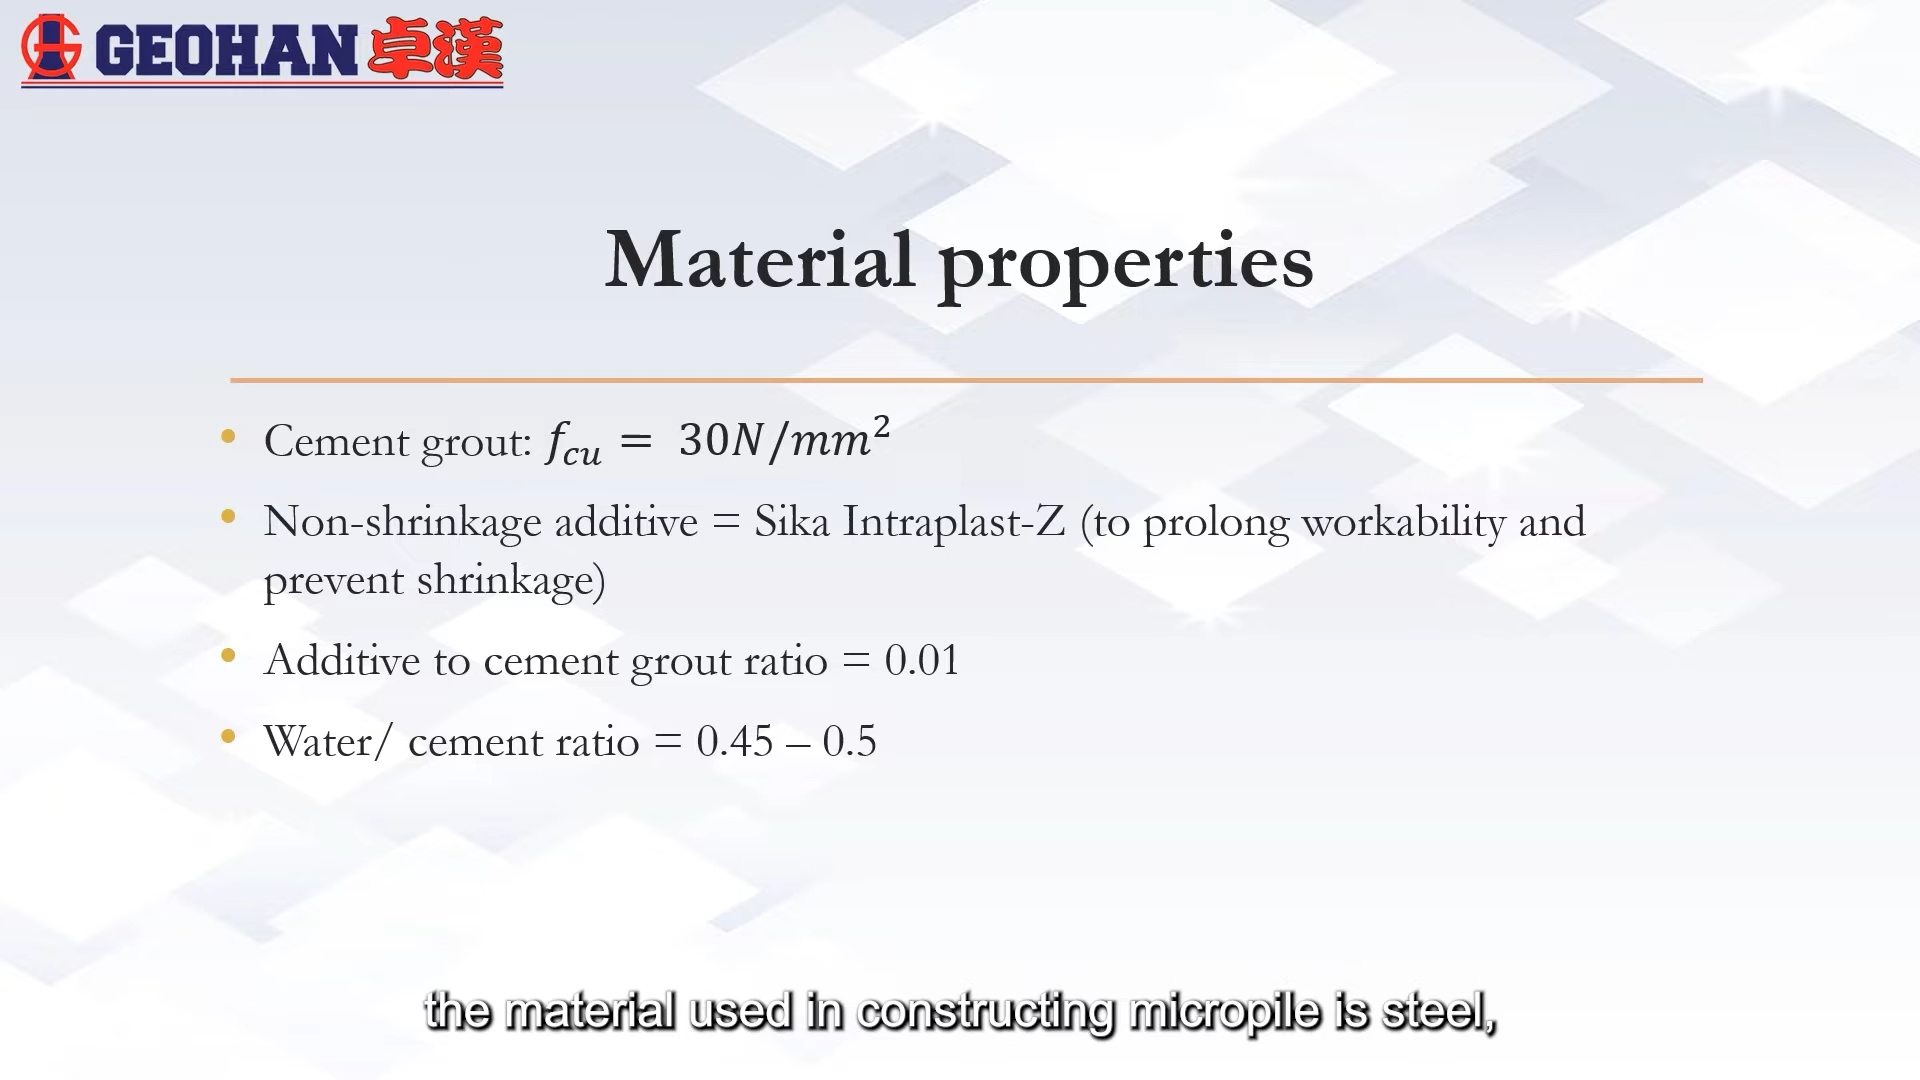 GEOHAN 卓漢
Material properties
• Cement grout: f_cu = 30N/mm²
• Non-shrinkage additive = Sika Intraplast-Z (to prolong workability and
prevent shrinkage)
• Additive to cement grout ratio = 0.01
• Water/ cement ratio = 0.45 – 0.5
the material used in constructing micropile is steel,